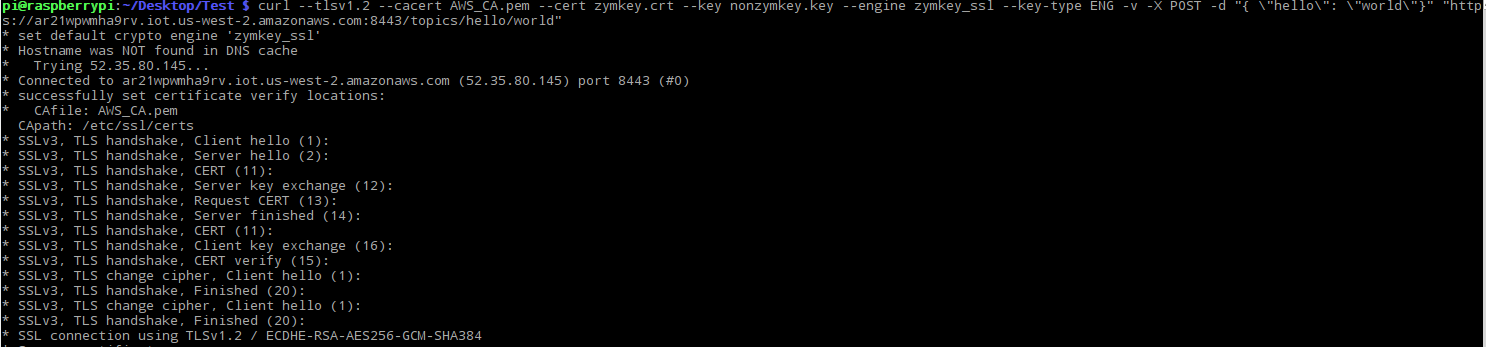 pi@raspberrypi:~/Desktop/Test $ curl --tlsv1.2 --cacert AWS_CA.pem --cert zymkey.crt --key nonzymkey.key --engine zymkey_ssl --key-type ENG -v -X POST -d "{ \"hello\": \"world\"}" "http
s://ar21wpwmha9rv.iot.us-west-2.amazonaws.com:8443/topics/hello/world"
* set default crypto engine 'zymkey_ssl'
* Hostname was NOT found in DNS cache
*   Trying 52.35.80.145...
* Connected to ar21wpwmha9rv.iot.us-west-2.amazonaws.com (52.35.80.145) port 8443 (#0)
* successfully set certificate verify locations:
*   CAfile: AWS_CA.pem
  CApath: /etc/ssl/certs
* SSLv3, TLS handshake, Client hello (1):
* SSLv3, TLS handshake, Server hello (2):
* SSLv3, TLS handshake, CERT (11):
* SSLv3, TLS handshake, Server key exchange (12):
* SSLv3, TLS handshake, Request CERT (13):
* SSLv3, TLS handshake, Server finished (14):
* SSLv3, TLS handshake, CERT (11):
* SSLv3, TLS handshake, Client key exchange (16):
* SSLv3, TLS handshake, CERT verify (15):
* SSLv3, TLS change cipher, Client hello (1):
* SSLv3, TLS handshake, Finished (20):
* SSLv3, TLS change cipher, Client hello (1):
* SSLv3, TLS handshake, Finished (20):
* SSL connection using TLSv1.2 / ECDHE-RSA-AES256-GCM-SHA384